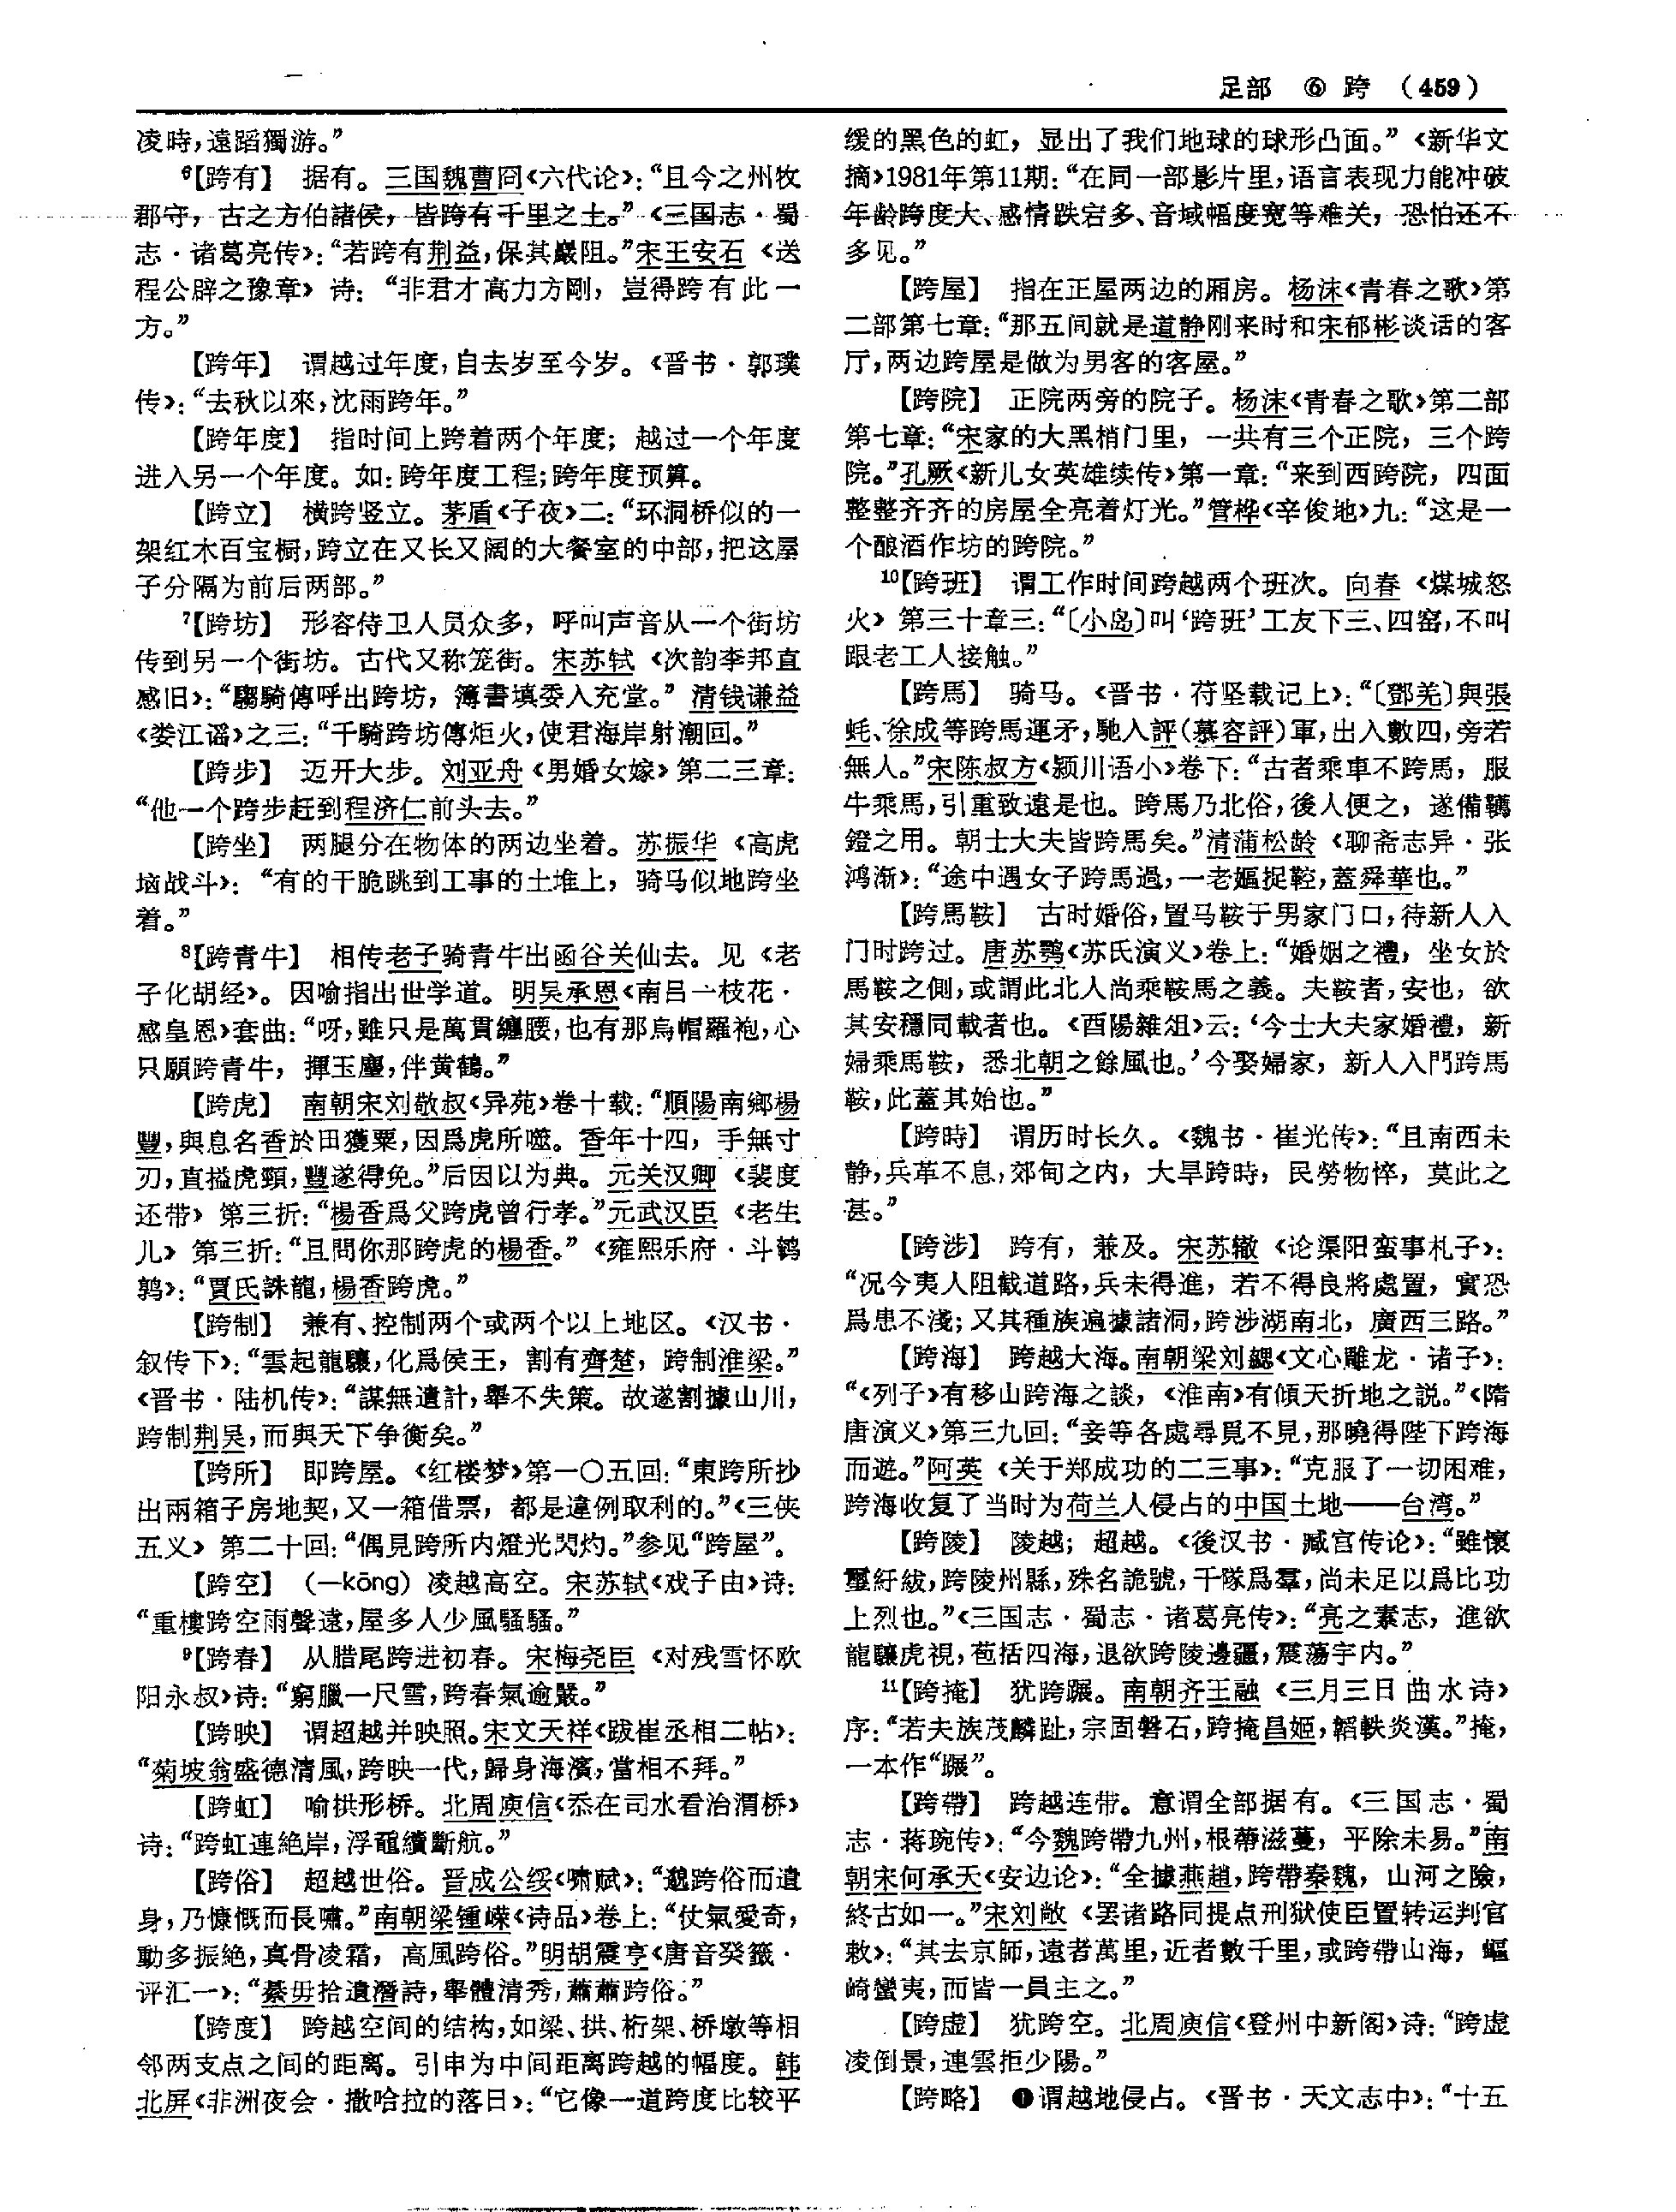 足部 ⑥ 跨 （459）
凌時，遠蹈獨游。”
⁶【跨有】 据有。三国魏曹冏《六代论》：“且今之州牧
郡守，古之方伯諸侯，皆跨有千里之土。”《三国志·蜀
志·诸葛亮传》：“若跨有荆益，保其巖阻。”宋王安石《送
程公辟之豫章》诗：“非君才高力方剛，豈得跨有此一
方。”
【跨年】 谓越过年度，自去岁至今岁。《晋书·郭璞
传》：“去秋以來，沈雨跨年。”
【跨年度】 指时间上跨着两个年度；越过一个年度
进入另一个年度。如：跨年度工程；跨年度预算。
【跨立】 横跨竖立。茅盾《子夜》二：“环洞桥似的一
架红木百宝橱，跨立在又长又阔的大餐室的中部，把这屋
子分隔为前后两部。”
⁷【跨坊】 形容侍卫人员众多，呼叫声音从一个街坊
传到另一个街坊。古代又称笼街。宋苏轼《次韵李邦直
感旧》：“騶騎傳呼出跨坊，簿書填委入充堂。”清钱谦益
《娄江谣》之三：“千騎跨坊傳炬火，使君海岸射潮回。”
【跨步】 迈开大步。刘亚舟《男婚女嫁》第二三章：
“他一个跨步赶到程济仁前头去。”
【跨坐】 两腿分在物体的两边坐着。苏振华《高虎
垴战斗》：“有的干脆跳到工事的土堆上，骑马似地跨坐
着。”
⁸【跨青牛】 相传老子骑青牛出函谷关仙去。见《老
子化胡经》。因喻指出世学道。明吴承恩《南吕一枝花·
感皇恩》套曲：“呀，雖只是萬貫纏腰，也有那烏帽羅袍，心
只願跨青牛，揮玉麈，伴黄鶴。”
【跨虎】 南朝宋刘敬叔《异苑》卷十载：“順陽南鄉楊
豐，與息名香於田獲粟，因爲虎所噬。香年十四，手無寸
刃，直搤虎頸，豐遂得免。”后因以为典。元关汉卿《裴度
还带》第三折：“楊香爲父跨虎曾行孝。”元武汉臣《老生
儿》第三折：“且問你那跨虎的楊香。”《雍熙乐府·斗鹌
鹑》：“賈氏誅龍，楊香跨虎。”
【跨制】 兼有、控制两个或两个以上地区。《汉书·
叙传下》：“雲起龍驤，化爲侯王，割有齊楚，跨制淮梁。”
《晋书·陆机传》：“謀無遺計，舉不失策。故遂割據山川，
跨制荆吴，而與天下争衡矣。”
【跨所】 即跨屋。《红楼梦》第一〇五回：“東跨所抄
出兩箱子房地契，又一箱借票，都是違例取利的。”《三侠
五义》第二十回：“偶見跨所内燈光閃灼。”参见“跨屋”。
【跨空】 （—kōng）凌越高空。宋苏轼《戏子由》诗：
“重樓跨空雨聲遠，屋多人少風騷騷。”
⁹【跨春】 从腊尾跨进初春。宋梅尧臣《对残雪怀欧
阳永叔》诗：“窮臘一尺雪，跨春氣逾嚴。”
【跨映】 谓超越并映照。宋文天祥《跋崔丞相二帖》：
“菊坡翁盛德清風，跨映一代，歸身海濱，當相不拜。”
【跨虹】 喻拱形桥。北周庾信《忝在司水看治渭桥》
诗：“跨虹連絶岸，浮黿續斷航。”
【跨俗】 超越世俗。晋成公绥《啸赋》：“邈跨俗而遺
身，乃慷慨而長嘯。”南朝梁锺嵘《诗品》卷上：“仗氣愛奇，
動多振絶，真骨凌霜，高風跨俗。”明胡震亨《唐音癸籤·
评汇一》：“綦毋拾遺潛詩，舉體清秀，蕭蕭跨俗。”
【跨度】 跨越空间的结构，如梁、拱、桁架、桥墩等相
邻两支点之间的距离。引申为中间距离跨越的幅度。韩
北屏《非洲夜会·撒哈拉的落日》：“它像一道跨度比较平
缓的黑色的虹，显出了我们地球的球形凸面。”《新华文
摘》1981年第11期：“在同一部影片里，语言表现力能冲破
年龄跨度大、感情跌宕多、音域幅度宽等难关，恐怕还不
多见。”
【跨屋】 指在正屋两边的厢房。杨沫《青春之歌》第
二部第七章：“那五间就是道静刚来时和宋郁彬谈话的客
厅，两边跨屋是做为男客的客屋。”
【跨院】 正院两旁的院子。杨沫《青春之歌》第二部
第七章：“宋家的大黑梢门里，一共有三个正院，三个跨
院。”孔厥《新儿女英雄续传》第一章：“来到西跨院，四面
整整齐齐的房屋全亮着灯光。”管桦《辛俊地》九：“这是一
个酿酒作坊的跨院。”
¹⁰【跨班】 谓工作时间跨越两个班次。向春《煤城怒
火》第三十章三：“〔小岛〕叫‘跨班’工友下三、四窑，不叫
跟老工人接触。”
【跨馬】 骑马。《晋书·苻坚载记上》：“〔鄧羌〕與張
蚝、徐成等跨馬運矛，馳入評（慕容評）軍，出入數四，旁若
無人。”宋陈叔方《颍川语小》卷下：“古者乘車不跨馬，服
牛乘馬，引重致遠是也。跨馬乃北俗，後人便之，遂備韉
鐙之用。朝士大夫皆跨馬矣。”清蒲松龄《聊斋志异·张
鸿渐》：“途中遇女子跨馬過，一老嫗捉鞚，蓋舜華也。”
【跨馬鞍】 古时婚俗，置马鞍于男家门口，待新人入
门时跨过。唐苏鹗《苏氏演义》卷上：“婚姻之禮，坐女於
馬鞍之側，或謂此北人尚乘鞍馬之義。夫鞍者，安也，欲
其安穩同載者也。《酉陽雜俎》云：‘今士大夫家婚禮，新
婦乘馬鞍，悉北朝之餘風也。’今娶婦家，新人入門跨馬
鞍，此蓋其始也。”
【跨時】 谓历时长久。《魏书·崔光传》：“且南西未
静，兵革不息，郊甸之内，大旱跨時，民勞物悴，莫此之
甚。”
【跨涉】 跨有，兼及。宋苏辙《论渠阳蛮事札子》：
“况今夷人阻截道路，兵未得進，若不得良將處置，實恐
爲患不淺；又其種族遍據諸洞，跨涉湖南北，廣西三路。”
【跨海】 跨越大海。南朝梁刘勰《文心雕龙·诸子》：
“《列子》有移山跨海之談，《淮南》有傾天折地之説。”《隋
唐演义》第三九回：“妾等各處尋覓不見，那曉得陛下跨海
而遊。”阿英《关于郑成功的二三事》：“克服了一切困难，
跨海收复了当时为荷兰人侵占的中国土地——台湾。”
【跨陵】 陵越；超越。《後汉书·臧宫传论》：“雖懷
璽紆紱，跨陵州縣，殊名詭號，千隊爲羣，尚未足以爲比功
上烈也。”《三国志·蜀志·诸葛亮传》：“亮之素志，進欲
龍驤虎視，苞括四海，退欲跨陵邊疆，震蕩宇内。”
¹¹【跨掩】 犹跨蹍。南朝齐王融《三月三日曲水诗》
序：“若夫族茂麟趾，宗固磐石，跨掩昌姬，韜軼炎漢。”掩，
一本作“蹍”。
【跨帶】 跨越连带。意谓全部据有。《三国志·蜀
志·蒋琬传》：“今魏跨帶九州，根蔕滋蔓，平除未易。”南
朝宋何承天《安边论》：“全據燕趙，跨帶秦魏，山河之險，
終古如一。”宋刘敞《罢诸路同提点刑狱使臣置转运判官
敕》：“其去京師，遠者萬里，近者數千里，或跨帶山海，嶇
崎蠻夷，而皆一員主之。”
【跨虚】 犹跨空。北周庾信《登州中新阁》诗：“跨虚
凌倒景，連雲拒少陽。”
【跨略】 ❶谓越地侵占。《晋书·天文志中》：“十五